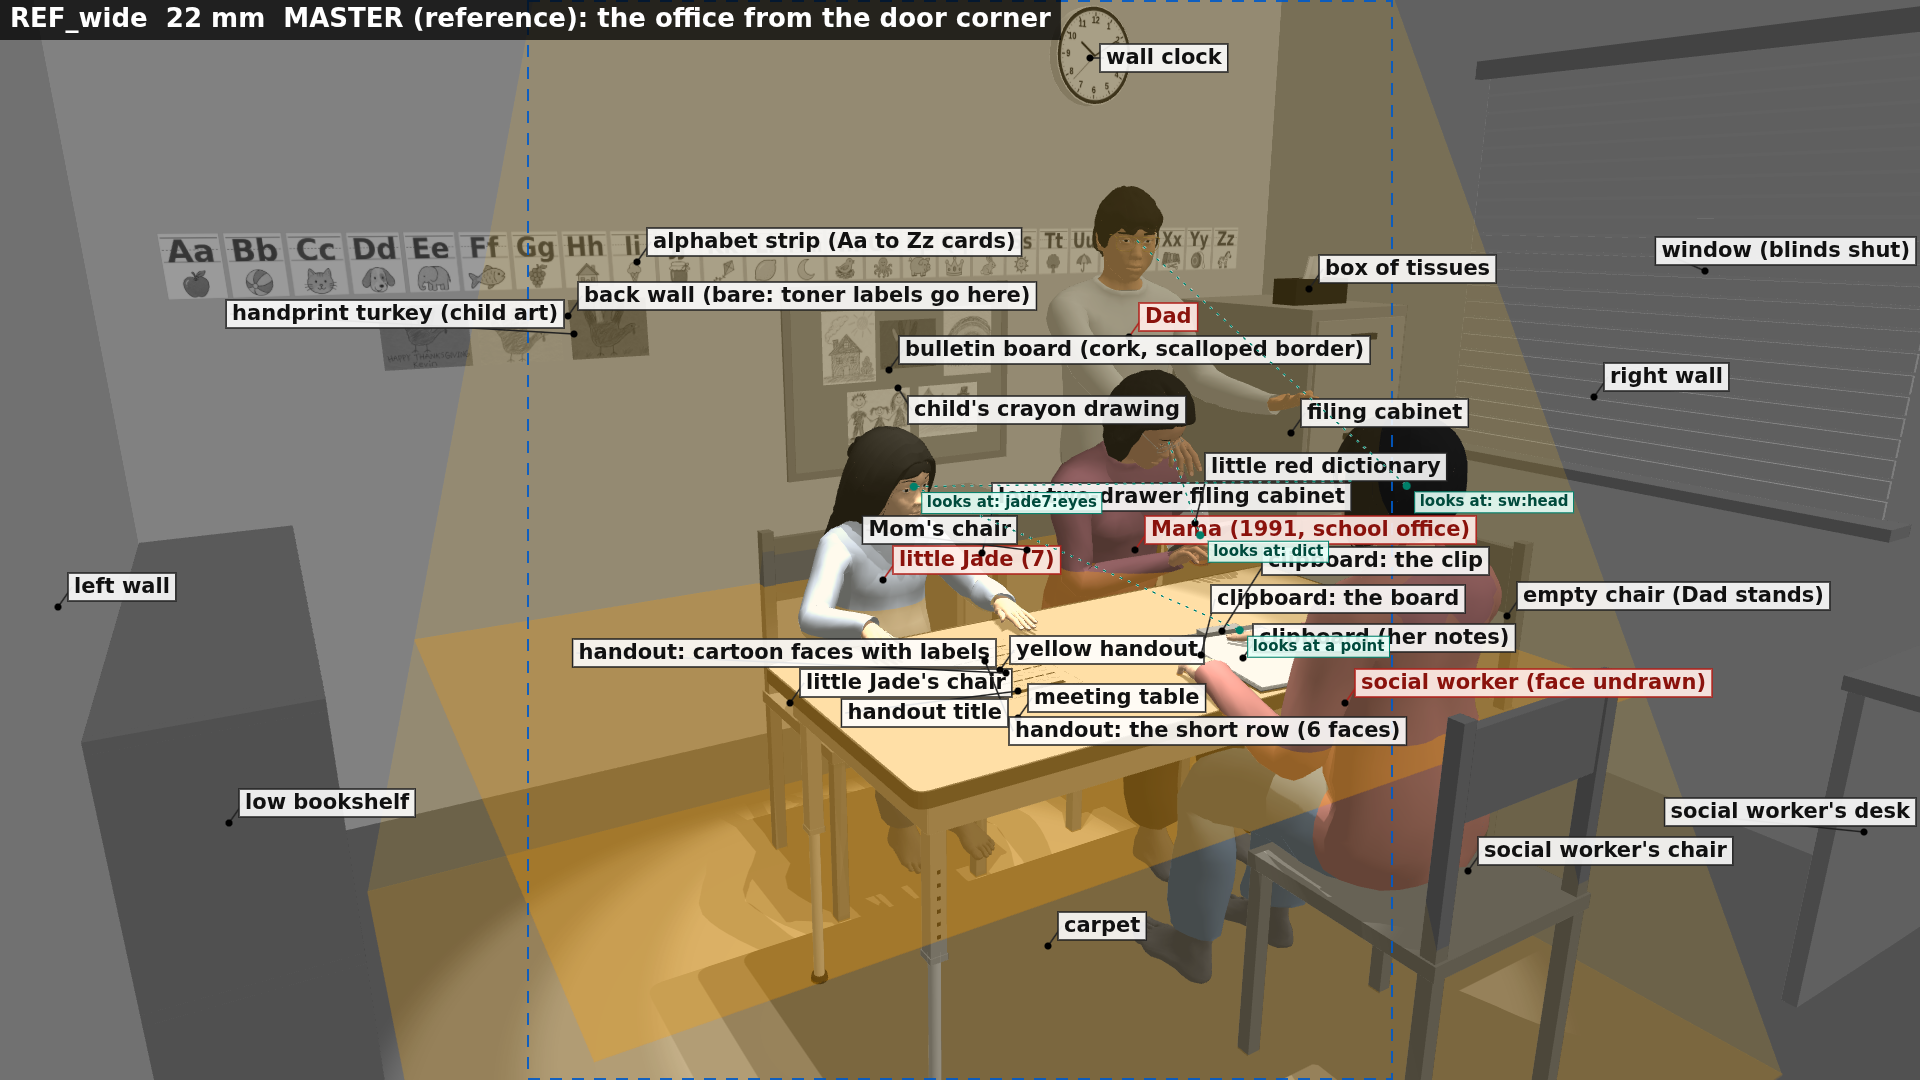 REF_wide 22 mm MASTER (reference): the office from the door corner
wall clock
Aa Bb Cc Dd Ee Ff Gg Hh Ii
Tt Uu Xx Yy Zz
alphabet strip (Aa to Zz cards)
window (blinds shut)
box of tissues
back wall (bare: toner labels go here)
handprint turkey (child art)
Dad
bulletin board (cork, scalloped border)
HAPPY THANKSGIVING
right wall
child's crayon drawing
filing cabinet
little red dictionary
drawer filing cabinet
looks at: jade7:eyes
looks at: sw:head
Mom's chair
Mama (1991, school office)
looks at: dict
little Jade (7)
clipboard: the clip
left wall
clipboard: the board
empty chair (Dad stands)
clipboard (her notes)
looks at a point
handout: cartoon faces with labels
yellow handout
little Jade's chair
social worker (face undrawn)
meeting table
handout title
handout: the short row (6 faces)
low bookshelf
social worker's desk
social worker's chair
carpet